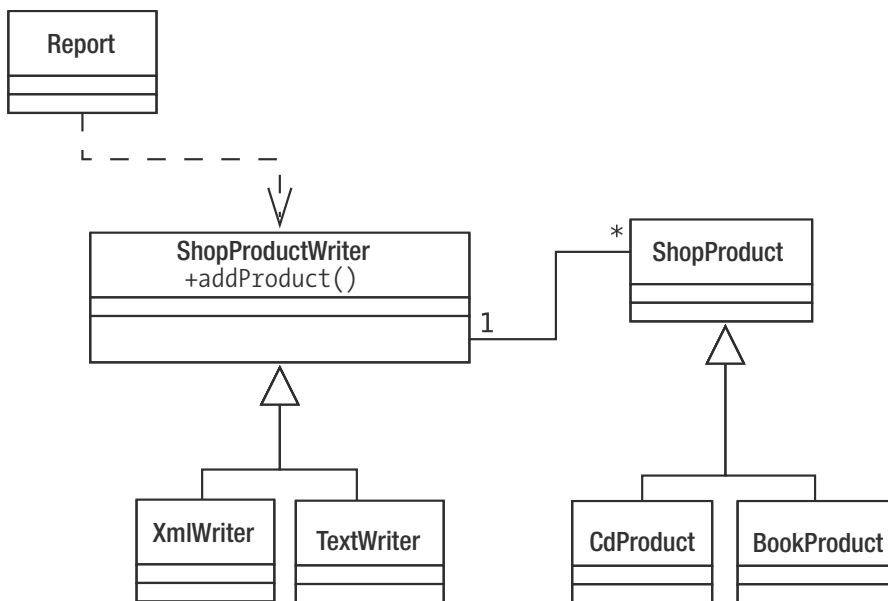 Report
ShopProductWriter
+addProduct()
*
ShopProduct
1
XmlWriter
TextWriter
CdProduct
BookProduct